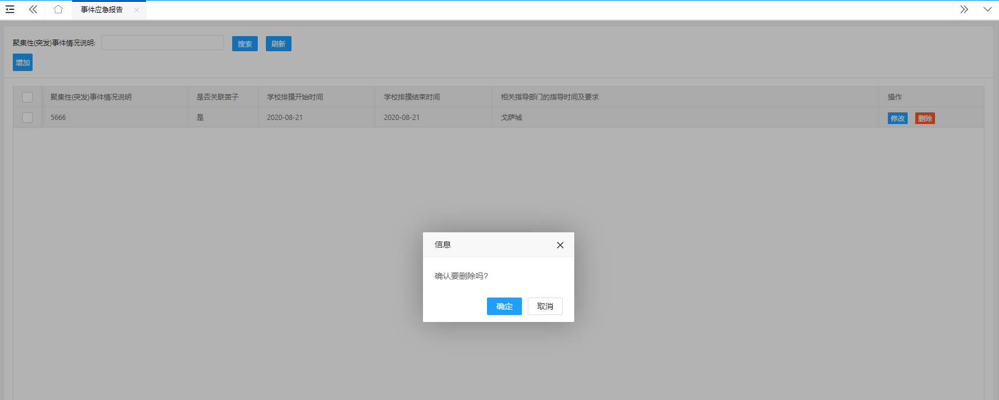 事件应急报告
聚集性(突发)事件情况说明:
搜索
刷新
增加
聚集性(突发)事件情况说明 是否关联苗子 学校排摸开始时间 学校排摸结束时间 相关指导部门的指导时间及要求 操作
5666 是 2020-08-21 2020-08-21 戈萨城 修改 删除
信息
确认要删除吗?
确定 取消